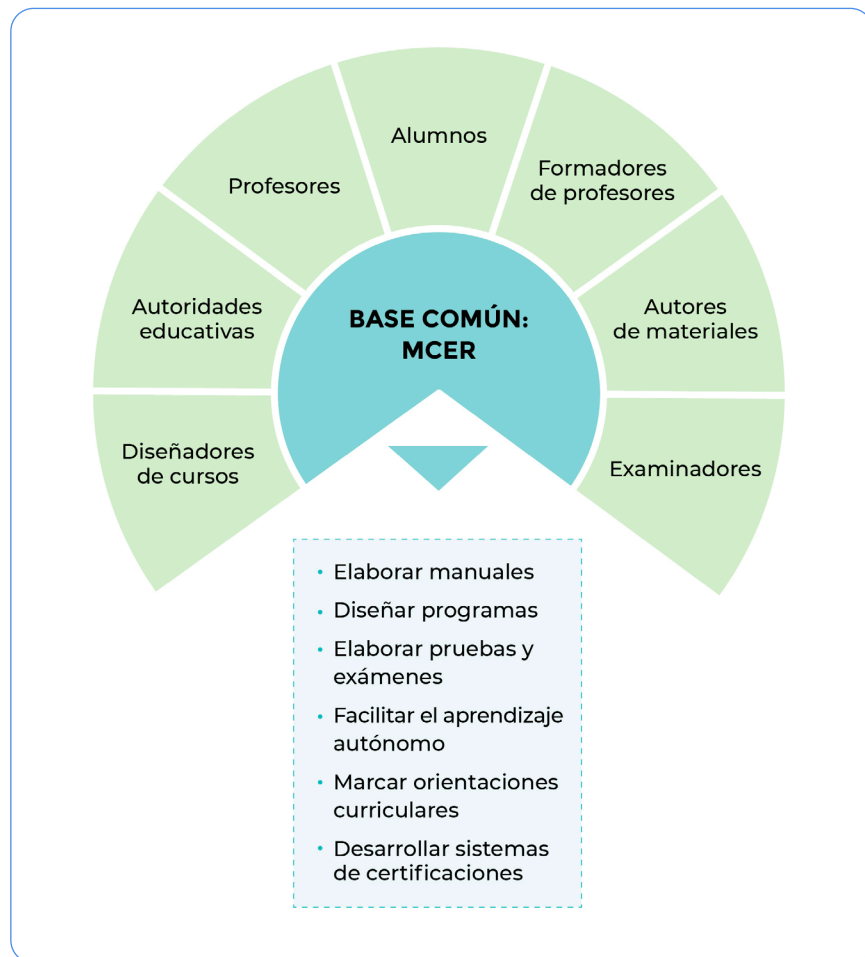 Alumnos
Profesores
Formadores
de profesores
Autoridades
educativas
Autores
de materiales
Diseñadores
de cursos
Examinadores
BASE COMÚN:
MCER
• Elaborar manuales
• Diseñar programas
• Elaborar pruebas y
exámenes
• Facilitar el aprendizaje
autónomo
• Marcar orientaciones
curriculares
• Desarrollar sistemas
de certificaciones